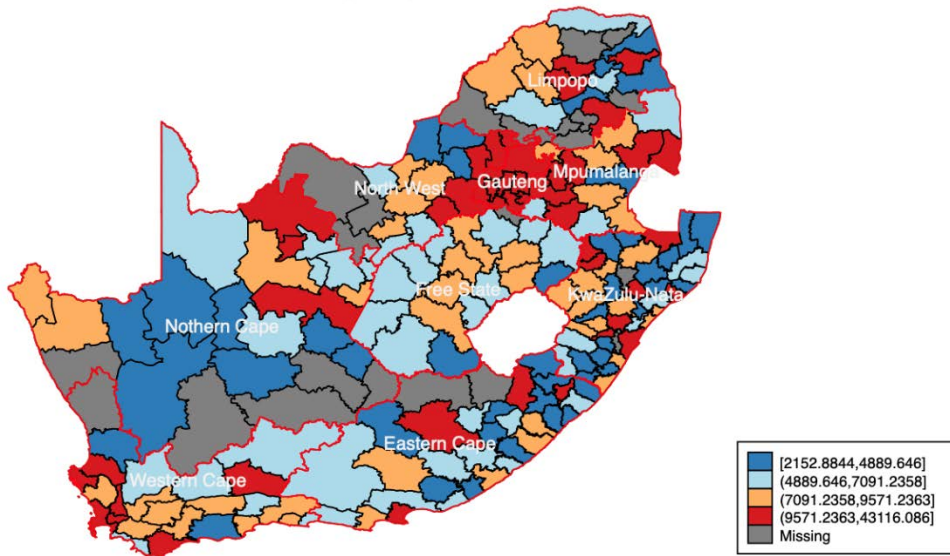 Limpopo
North West
Gauteng
Mpumalanga
Free State
KwaZulu-Nata
Nothern Cape
Eastern Cape
Western Cape
[2152.8844,4889.646]
(4889.646,7091.2358]
(7091.2358,9571.2363]
(9571.2363,43116.086]
Missing